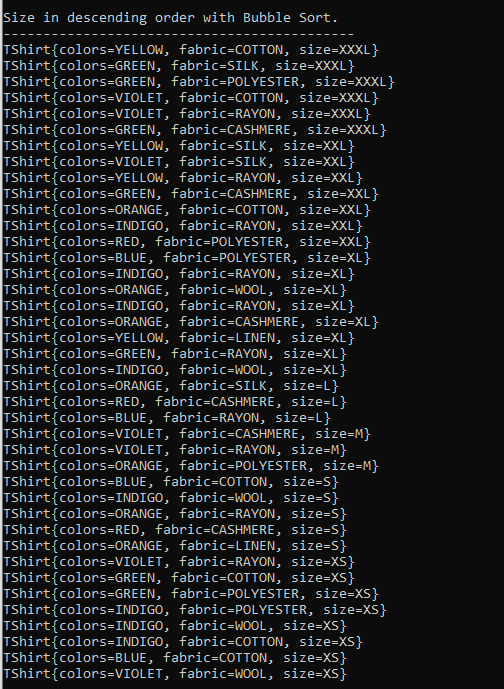 Size in descending order with Bubble Sort.
--------------------------------------------
TShirt{colors=YELLOW, fabric=COTTON, size=XXXL}
TShirt{colors=GREEN, fabric=SILK, size=XXXL}
TShirt{colors=GREEN, fabric=POLYESTER, size=XXXL}
TShirt{colors=VIOLET, fabric=COTTON, size=XXXL}
TShirt{colors=VIOLET, fabric=RAYON, size=XXXL}
TShirt{colors=GREEN, fabric=CASHMERE, size=XXXL}
TShirt{colors=YELLOW, fabric=SILK, size=XXL}
TShirt{colors=VIOLET, fabric=SILK, size=XXL}
TShirt{colors=YELLOW, fabric=RAYON, size=XXL}
TShirt{colors=GREEN, fabric=CASHMERE, size=XXL}
TShirt{colors=ORANGE, fabric=COTTON, size=XXL}
TShirt{colors=INDIGO, fabric=RAYON, size=XXL}
TShirt{colors=RED, fabric=POLYESTER, size=XXL}
TShirt{colors=BLUE, fabric=POLYESTER, size=XL}
TShirt{colors=INDIGO, fabric=RAYON, size=XL}
TShirt{colors=ORANGE, fabric=WOOL, size=XL}
TShirt{colors=INDIGO, fabric=RAYON, size=XL}
TShirt{colors=ORANGE, fabric=CASHMERE, size=XL}
TShirt{colors=YELLOW, fabric=LINEN, size=XL}
TShirt{colors=GREEN, fabric=RAYON, size=XL}
TShirt{colors=INDIGO, fabric=WOOL, size=XL}
TShirt{colors=ORANGE, fabric=SILK, size=L}
TShirt{colors=RED, fabric=CASHMERE, size=L}
TShirt{colors=BLUE, fabric=RAYON, size=L}
TShirt{colors=VIOLET, fabric=CASHMERE, size=M}
TShirt{colors=VIOLET, fabric=RAYON, size=M}
TShirt{colors=ORANGE, fabric=POLYESTER, size=M}
TShirt{colors=BLUE, fabric=COTTON, size=S}
TShirt{colors=INDIGO, fabric=WOOL, size=S}
TShirt{colors=ORANGE, fabric=RAYON, size=S}
TShirt{colors=RED, fabric=CASHMERE, size=S}
TShirt{colors=ORANGE, fabric=LINEN, size=S}
TShirt{colors=VIOLET, fabric=RAYON, size=XS}
TShirt{colors=GREEN, fabric=COTTON, size=XS}
TShirt{colors=GREEN, fabric=POLYESTER, size=XS}
TShirt{colors=INDIGO, fabric=POLYESTER, size=XS}
TShirt{colors=INDIGO, fabric=WOOL, size=XS}
TShirt{colors=INDIGO, fabric=COTTON, size=XS}
TShirt{colors=BLUE, fabric=COTTON, size=XS}
TShirt{colors=VIOLET, fabric=WOOL, size=XS}